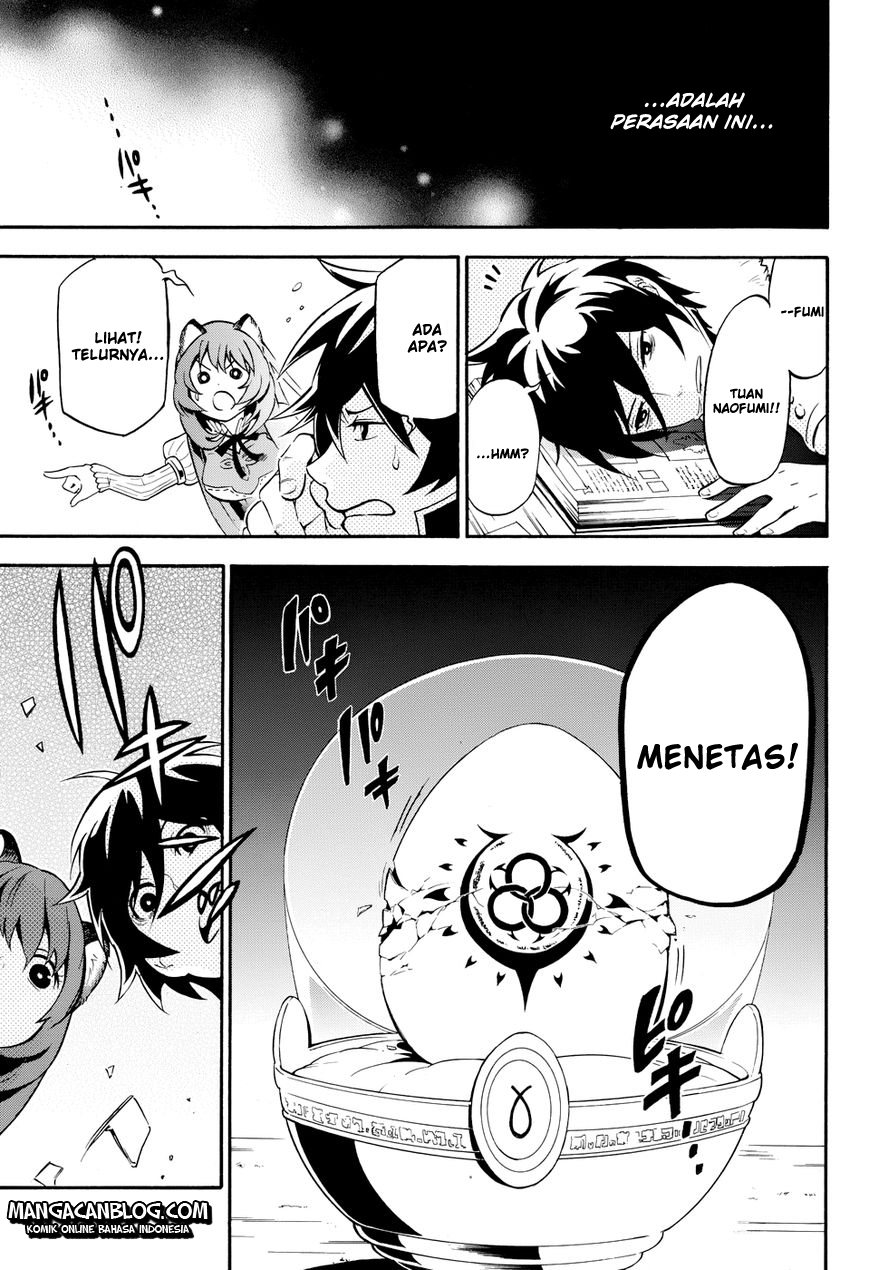 ...ADALAH
PERASAAN INI...
パキ...
--FUMI
TUAN
NAOFUMI!!
...HMM?
ADA
APA?
LIHAT!
TELURNYA...
パキ...
MENETAS!
パキ
パキ
ピキ...
パキ
MANGACANBLOG.COM
KOMIK ONLINE BAHASA INDONESIA